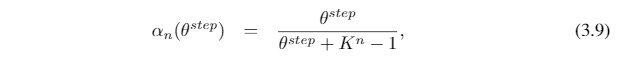 αₙ(θˢᵗᵉᵖ) = θˢᵗᵉᵖ / (θˢᵗᵉᵖ + Kⁿ − 1), (3.9)